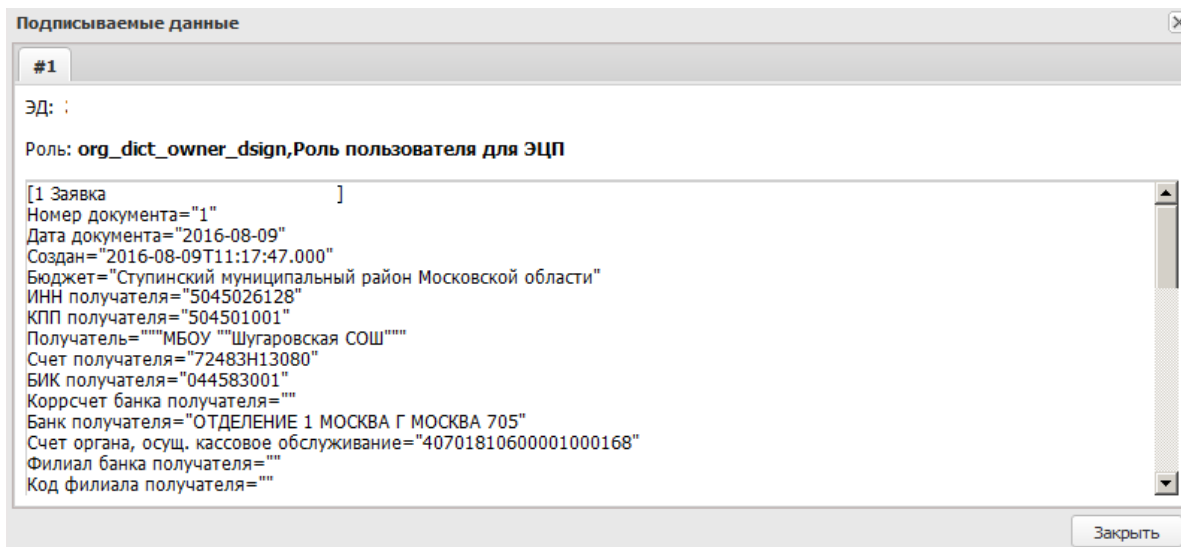 Подписываемые данные
#1
ЭД:
Роль: org_dict_owner_dsign,Роль пользователя для ЭЦП
[1 Заявка ]
Номер документа="1"
Дата документа="2016-08-09"
Создан="2016-08-09T11:17:47.000"
Бюджет="Ступинский муниципальный район Московской области"
ИНН получателя="5045026128"
КПП получателя="504501001"
Получатель="""МБОУ ""Шугаровская СОШ"""
Счет получателя="72483Н13080"
БИК получателя="044583001"
Коррсчет банка получателя=""
Банк получателя="ОТДЕЛЕНИЕ 1 МОСКВА Г МОСКВА 705"
Счет органа, осущ. кассовое обслуживание="40701810600001000168"
Филиал банка получателя=""
Код филиала получателя=""
Закрыть